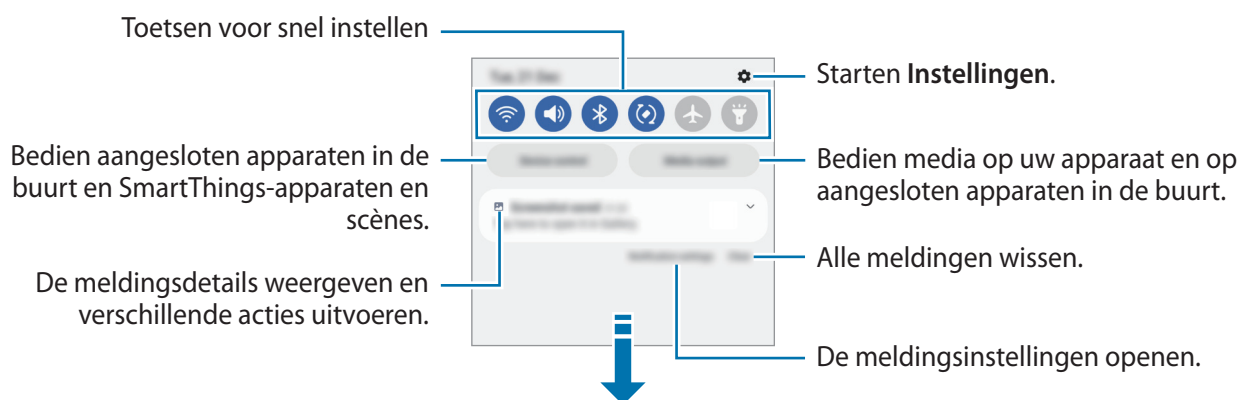 Toetsen voor snel instellen
Starten Instellingen.
Bedien aangesloten apparaten in de
buurt en SmartThings-apparaten en
scènes.
Bedien media op uw apparaat en op
aangesloten apparaten in de buurt.
De meldingsdetails weergeven en
verschillende acties uitvoeren.
Alle meldingen wissen.
De meldingsinstellingen openen.